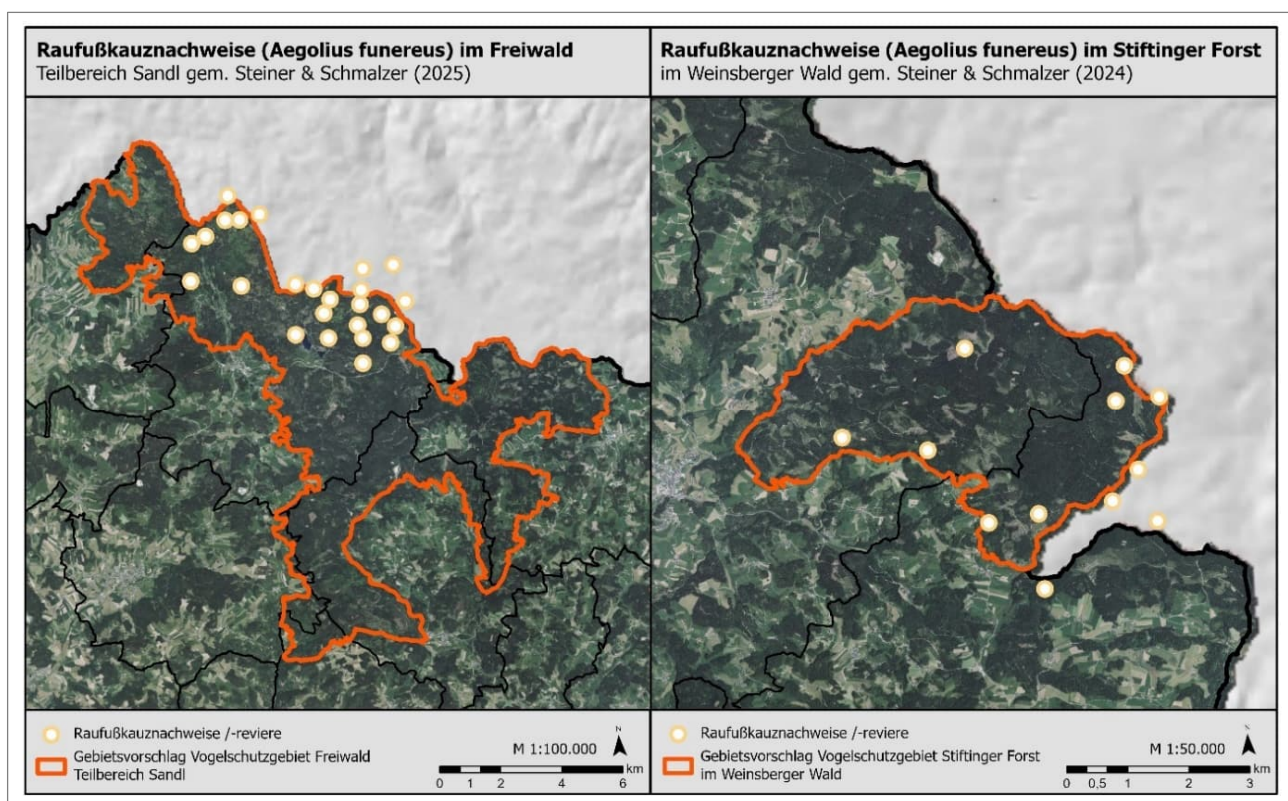 Raufußkauznachweise (Aegolius funereus) im Freiwald
Teilbereich Sandl gem. Steiner & Schmalzer (2025)
Raufußkauznachweise /-reviere
Gebietsvorschlag Vogelschutzgebiet Freiwald
Teilbereich Sandl
M 1:100.000
N
km
0 1 2 4 6
Raufußkauznachweise (Aegolius funereus) im Stiftinger Forst
im Weinsberger Wald gem. Steiner & Schmalzer (2024)
Raufußkauznachweise /-reviere
Gebietsvorschlag Vogelschutzgebiet Stiftinger Forst
im Weinsberger Wald
M 1:50.000
N
km
0 0,5 1 2 3